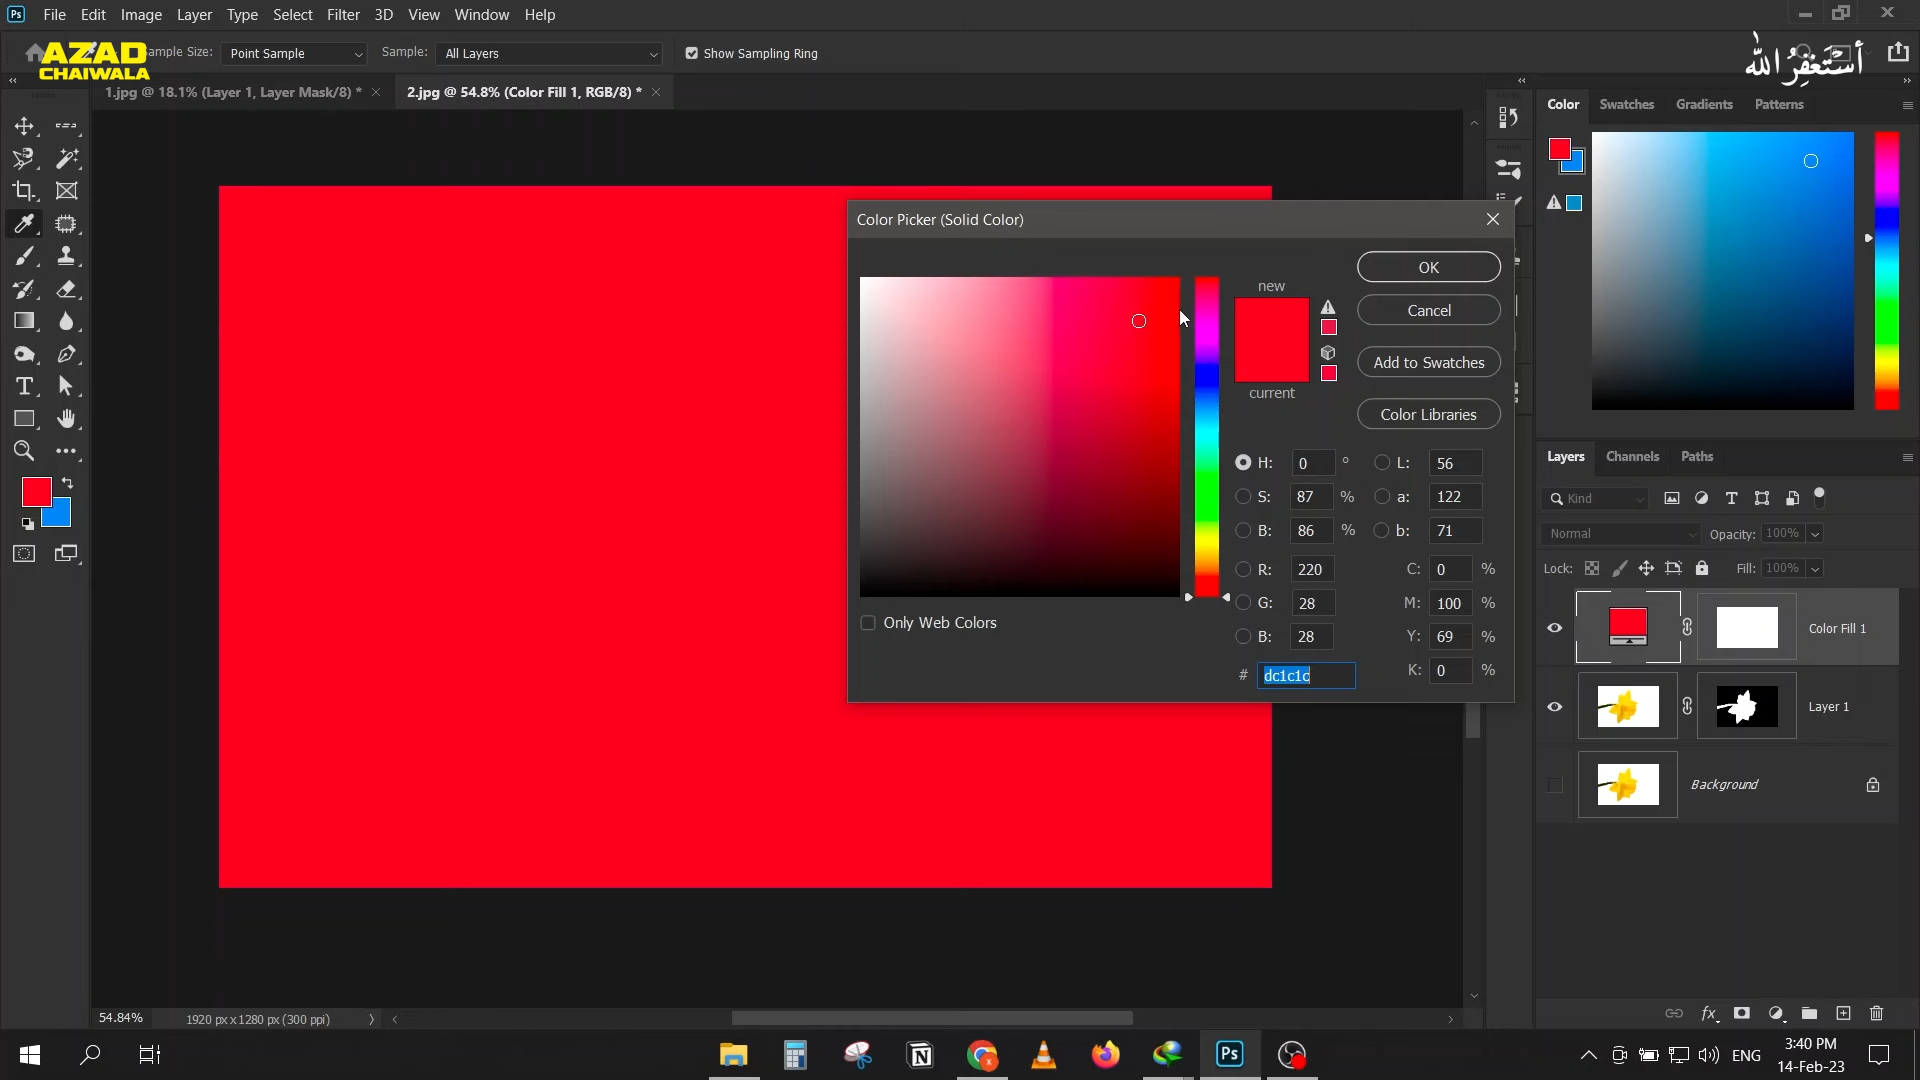 Ps File Edit Image Layer Type Select Filter 3D View Window Help
AZAD
CHAIWALA
Sample Size: Point Sample Sample: All Layers Show Sampling Ring
أستغفر الله
1.jpg @ 18.1% (Layer 1, Layer Mask/8) * ×
2.jpg @ 54.8% (Color Fill 1, RGB/8) * ×
Color Picker (Solid Color)
new
current
OK
Cancel
Add to Swatches
Color Libraries
H: 0 ° L: 56
S: 87 % a: 122
B: 86 % b: 71
R: 220 C: 0 %
G: 28 M: 100 %
B: 28 Y: 69 %
# dc1c1c K: 0 %
Only Web Colors
Color Swatches Gradients Patterns
Layers Channels Paths
Kind
Normal Opacity: 100%
Lock: Fill: 100%
Color Fill 1
Layer 1
Background
54.84% 1920 px x 1280 px (300 ppi)
Ps
ENG
3:40 PM
14-Feb-23